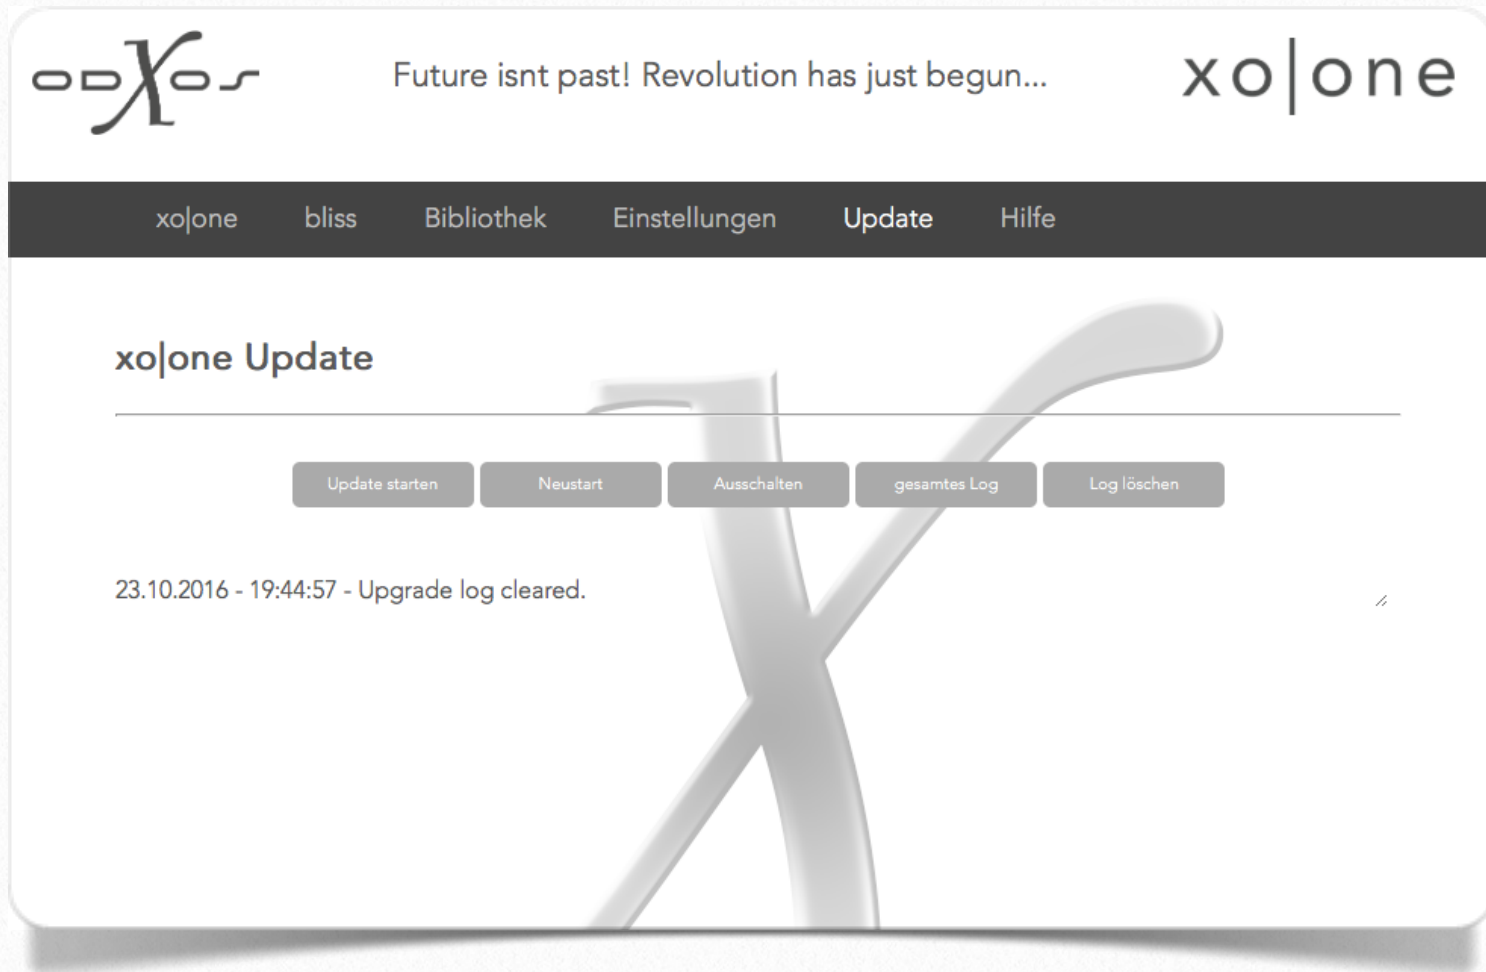 odXos
Future isnt past! Revolution has just begun...
xo|one
xo|one bliss Bibliothek Einstellungen Update Hilfe
xo|one Update
Update starten Neustart Ausschalten gesamtes Log Log löschen
23.10.2016 - 19:44:57 - Upgrade log cleared.